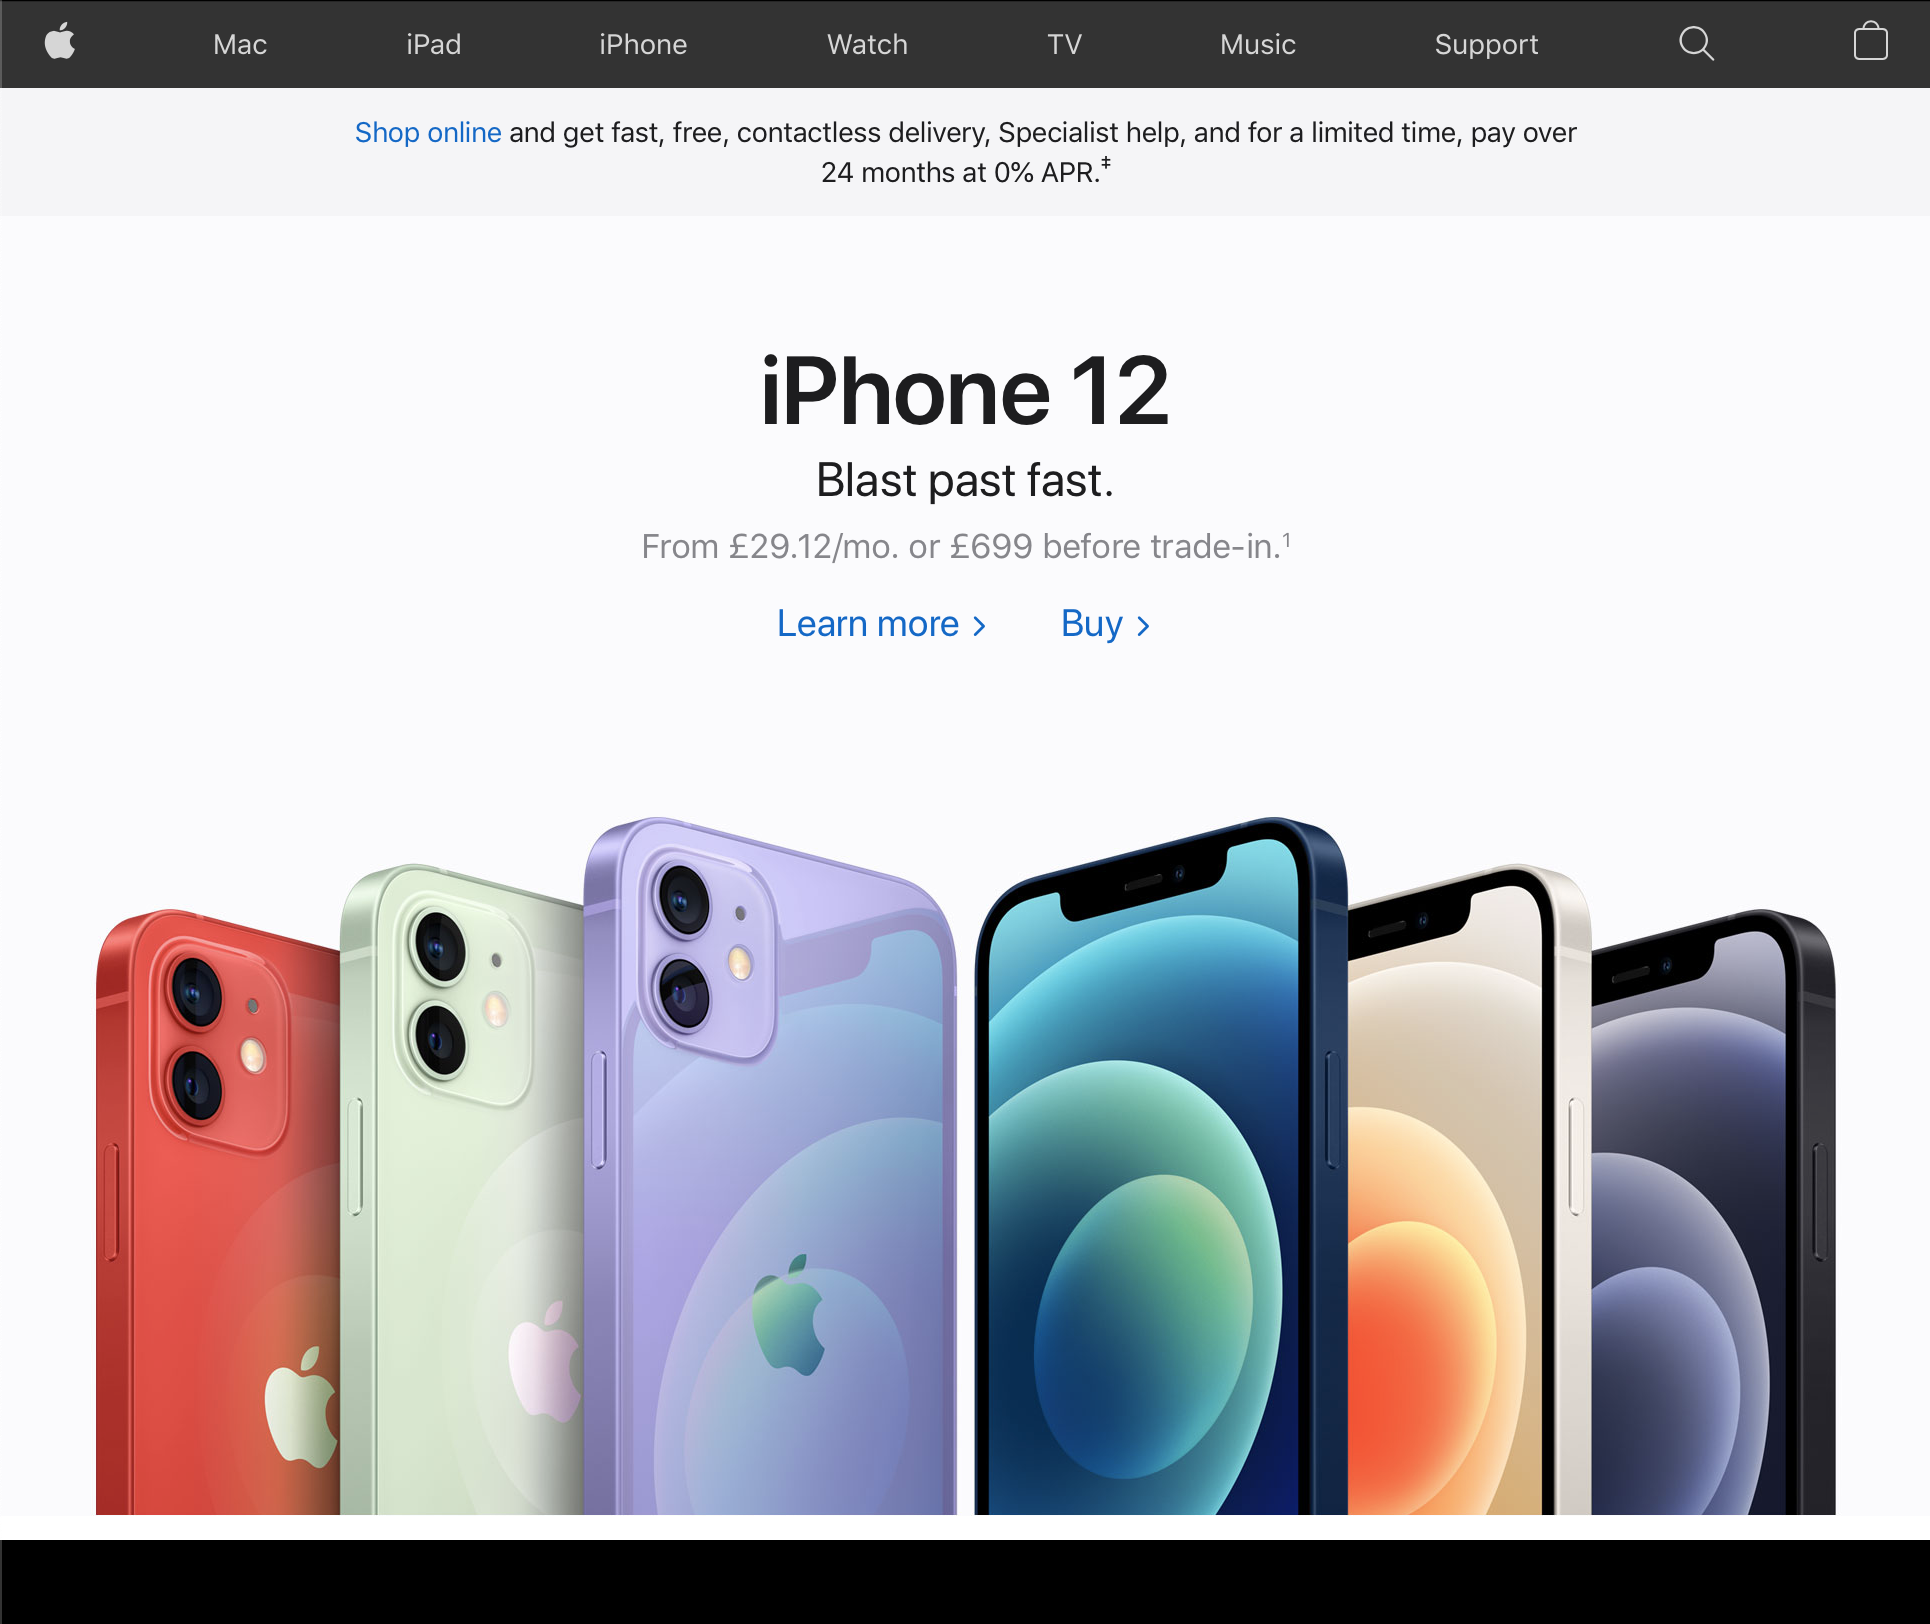 Mac iPad iPhone Watch TV Music Support
Shop online and get fast, free, contactless delivery, Specialist help, and for a limited time, pay over
24 months at 0% APR.‡
iPhone 12
Blast past fast.
From £29.12/mo. or £699 before trade-in.¹
Learn more > Buy >